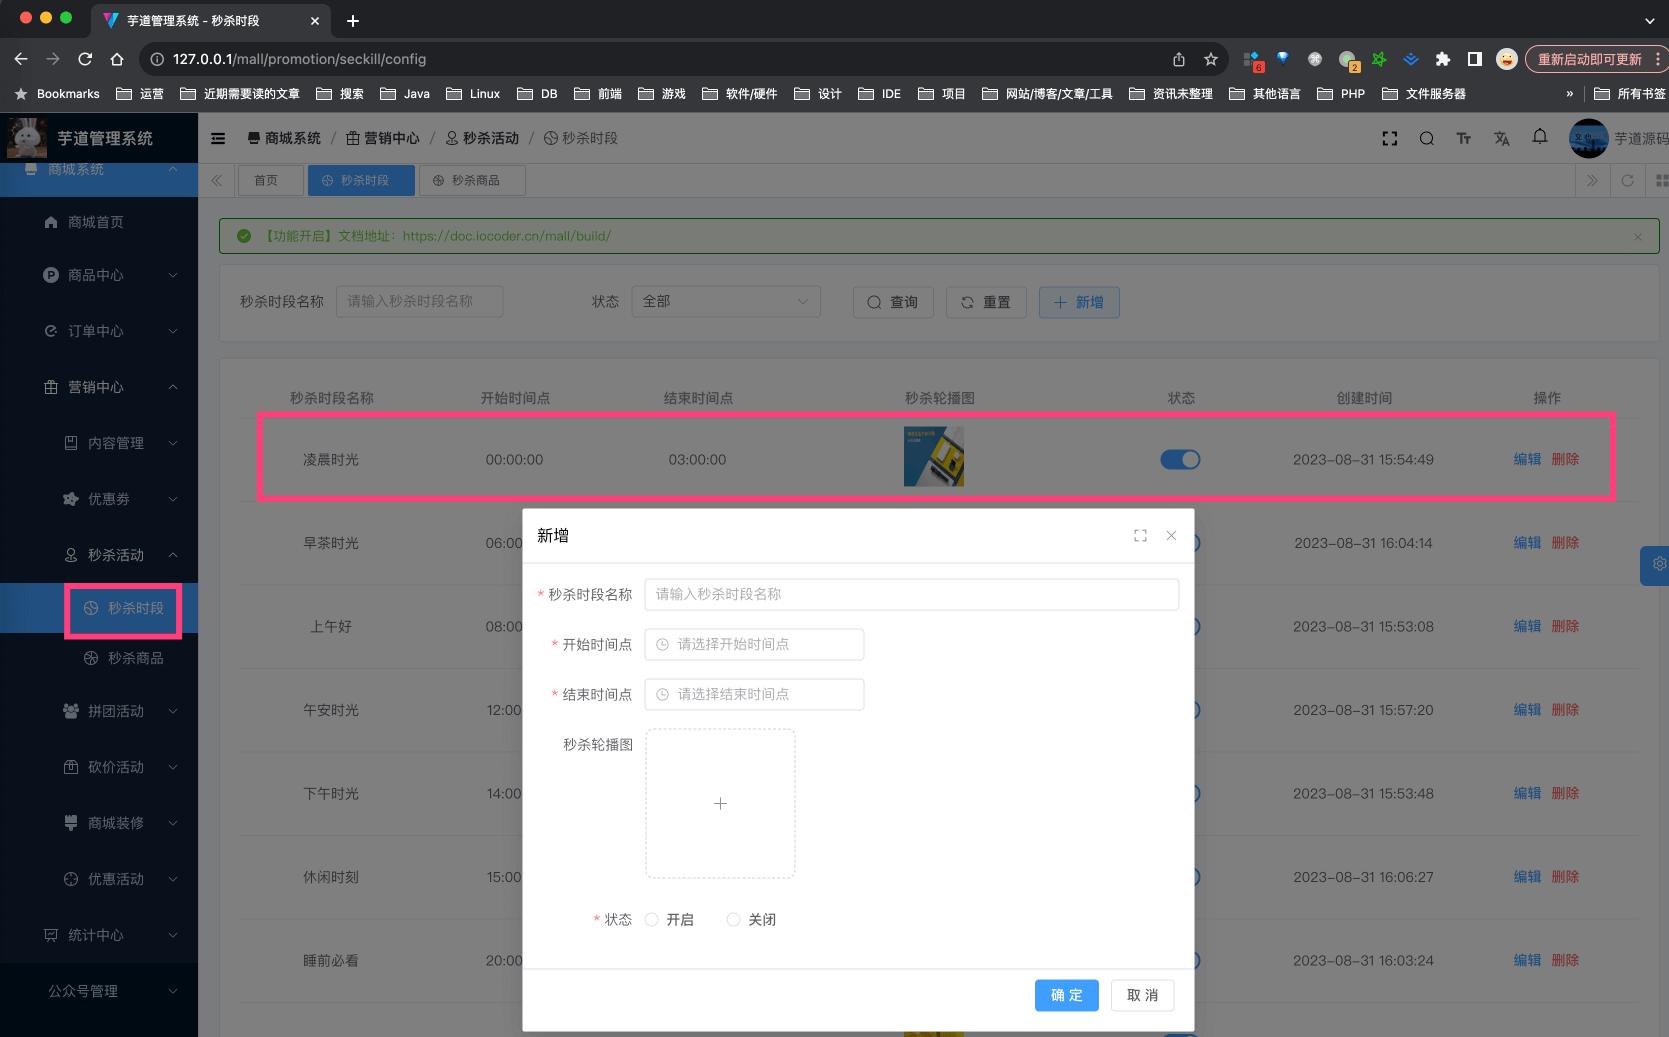 芋道管理系统 - 秒杀时段
127.0.0.1/mall/promotion/seckill/config
6
2
重新启动即可更新
Bookmarks 运营 近期需要读的文章 搜索 Java Linux DB 前端 游戏 软件/硬件 设计 IDE 项目 网站/博客/文章/工具 资讯未整理 其他语言 PHP 文件服务器 » 所有书签
芋道管理系统
商城系统 / 营销中心 / 秒杀活动 / 秒杀时段
芋道源码
商城系统
首页
秒杀时段
秒杀商品
商城首页
商品中心
订单中心
营销中心
内容管理
优惠劵
秒杀活动
秒杀时段
秒杀商品
拼团活动
砍价活动
商城装修
优惠活动
统计中心
公众号管理
【功能开启】文档地址：https://doc.iocoder.cn/mall/build/
秒杀时段名称 请输入秒杀时段名称 状态 全部 查询 重置 新增
秒杀时段名称 开始时间点 结束时间点 秒杀轮播图 状态 创建时间 操作
凌晨时光 00:00:00 03:00:00 2023-08-31 15:54:49 编辑 删除
早茶时光 06:00 2023-08-31 16:04:14 编辑 删除
上午好 08:00 2023-08-31 15:53:08 编辑 删除
午安时光 12:00 2023-08-31 15:57:20 编辑 删除
下午时光 14:00 2023-08-31 15:53:48 编辑 删除
休闲时刻 15:00 2023-08-31 16:06:27 编辑 删除
睡前必看 20:00 2023-08-31 16:03:24 编辑 删除
新增
* 秒杀时段名称 请输入秒杀时段名称
* 开始时间点 请选择开始时间点
* 结束时间点 请选择结束时间点
秒杀轮播图
* 状态 开启 关闭
确 定 取 消